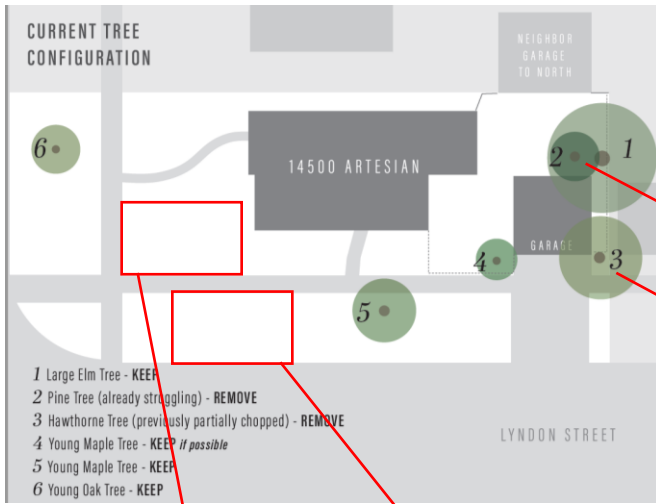 CURRENT TREE
CONFIGURATION
NEIGHBOR
GARAGE
TO NORTH
6
14500 ARTESIAN
2
1
GARAGE
4
3
5
1 Large Elm Tree - KEEP
2 Pine Tree (already struggling) - REMOVE
3 Hawthorne Tree (previously partially chopped) - REMOVE
4 Young Maple Tree - KEEP if possible
5 Young Maple Tree - KEEP
6 Young Oak Tree - KEEP
LYNDON STREET